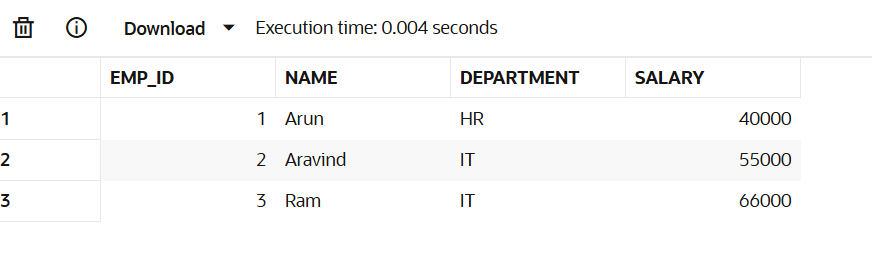 Download Execution time: 0.004 seconds
EMP_ID NAME DEPARTMENT SALARY
1 1 Arun HR 40000
2 2 Aravind IT 55000
3 3 Ram IT 66000